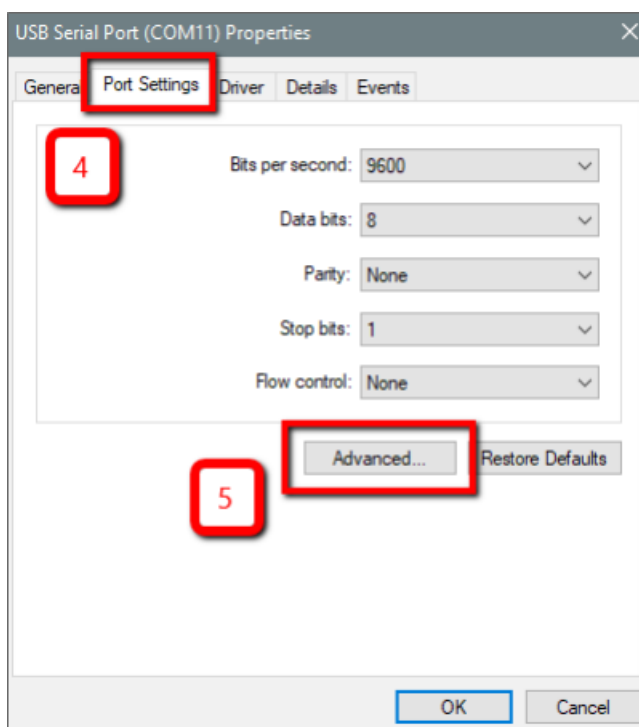 USB Serial Port (COM11) Properties
General Port Settings Driver Details Events
4
Bits per second: 9600
Data bits: 8
Parity: None
Stop bits: 1
Flow control: None
Advanced... Restore Defaults
5
OK Cancel